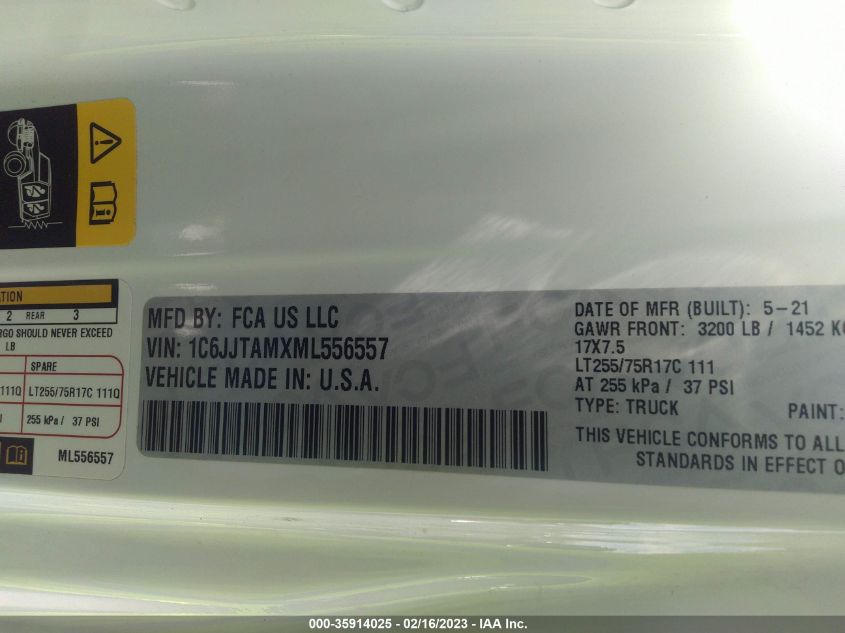 ATION
2 REAR 3
RGO SHOULD NEVER EXCEED
LB
SPARE
111Q LT255/75R17C 111Q
255 kPa / 37 PSI
ML556557
MFD BY: FCA US LLC
VIN: 1C6JJTAMXML556557
VEHICLE MADE IN: U.S.A.
DATE OF MFR (BUILT): 5-21
GAWR FRONT: 3200 LB / 1452 KG
17X7.5
LT255/75R17C 111
AT 255 kPa / 37 PSI
TYPE: TRUCK PAINT:
THIS VEHICLE CONFORMS TO ALL
STANDARDS IN EFFECT O
000-35914025 - 02/16/2023 - IAA Inc.